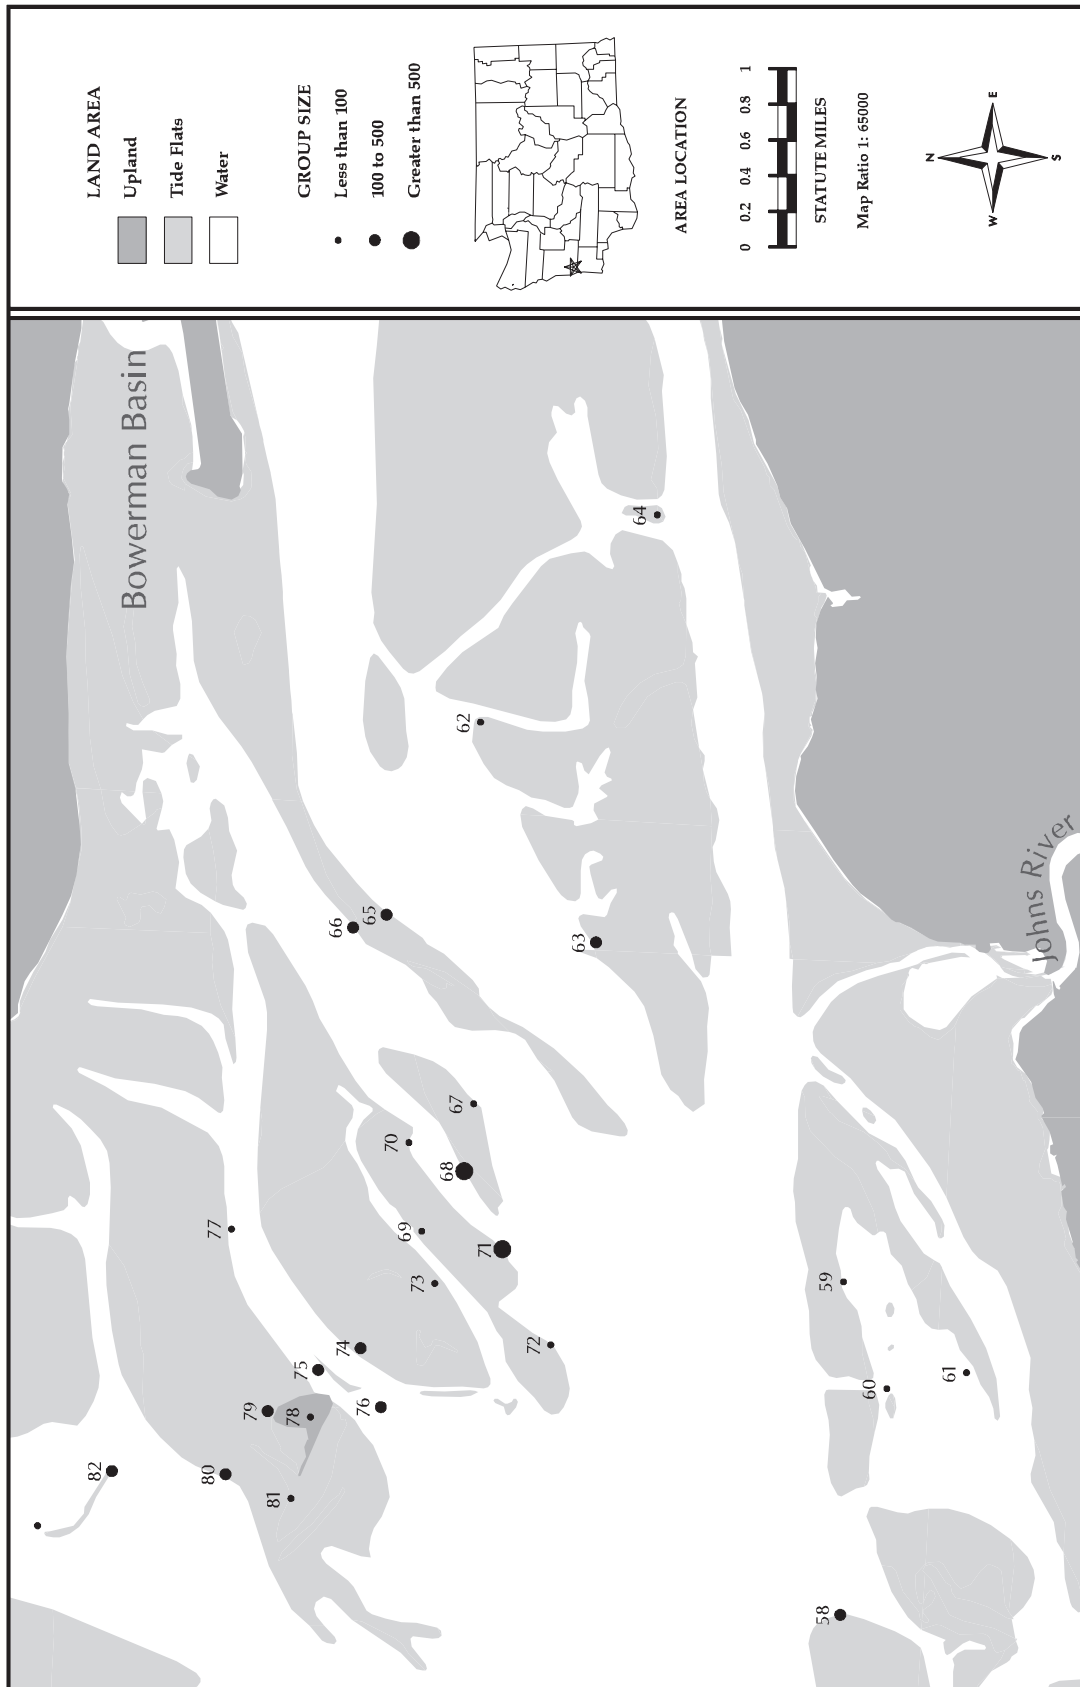 LAND AREA
Upland
Tide Flats
Water
GROUP SIZE
Less than 100
100 to 500
Greater than 500
AREA LOCATION
0 0.2 0.4 0.6 0.8 1
STATUTE MILES
Map Ratio 1: 65000
N
E
S
W
Bowerman Basin
Johns River
64
62
63
65
66
67
68
70
69
71
73
72
74
75
76
77
79
78
80
81
82
59
60
61
58